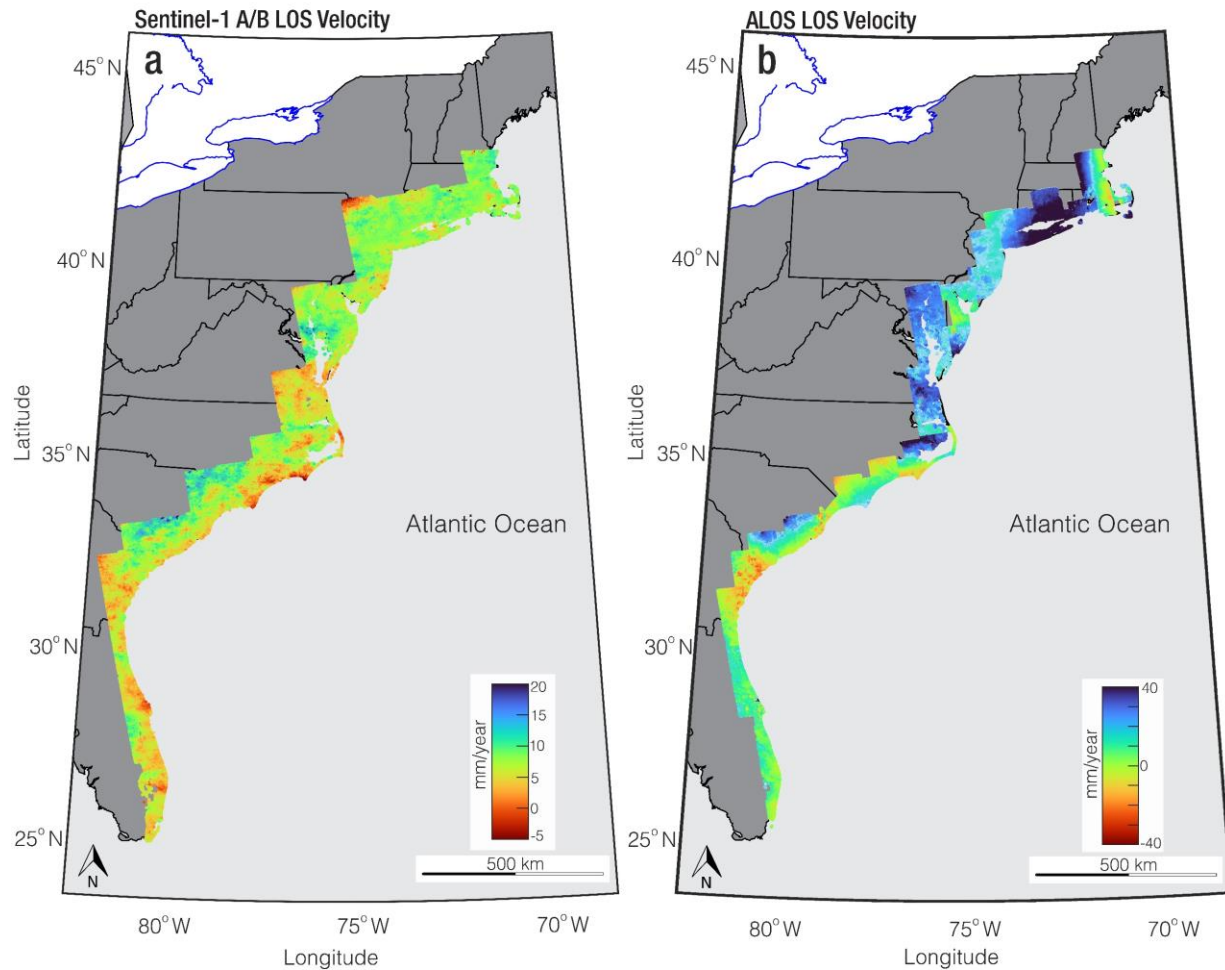 Sentinel-1 A/B LOS Velocity
a
45°N
40°N
35°N
30°N
25°N
Latitude
Atlantic Ocean
mm/year
20
15
10
5
0
-5
500 km
N
80°W
75°W
70°W
Longitude
ALOS LOS Velocity
b
45°N
40°N
35°N
30°N
25°N
Latitude
Atlantic Ocean
mm/year
40
0
-40
500 km
N
80°W
75°W
70°W
Longitude